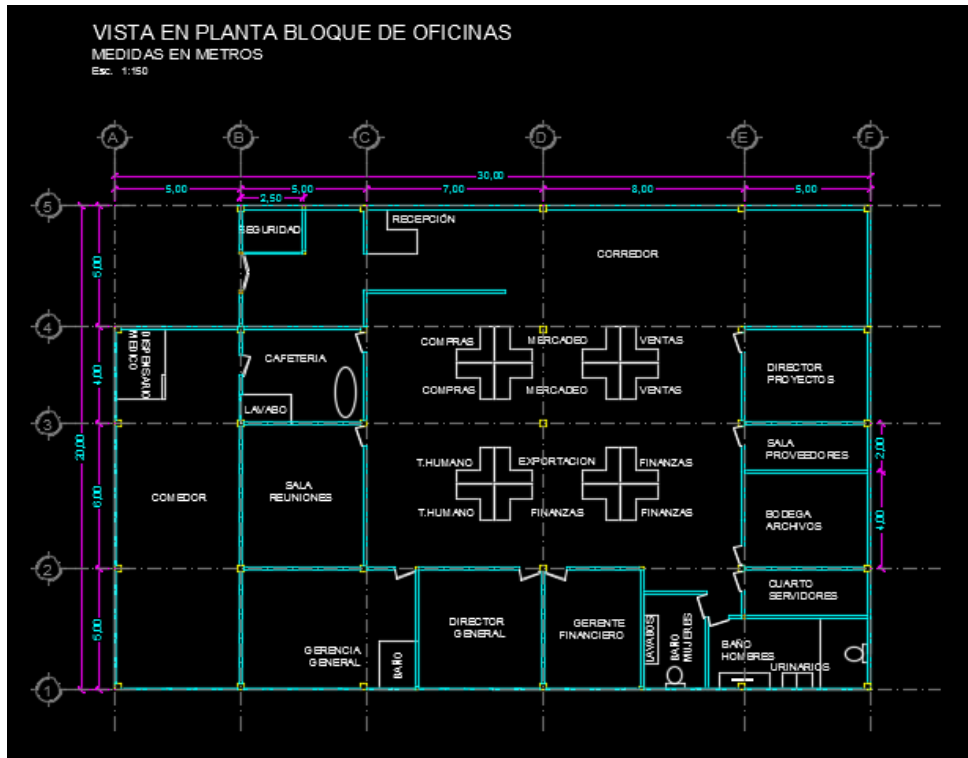 VISTA EN PLANTA BLOQUE DE OFICINAS
MEDIDAS EN METROS
Esc. 1:150
A
B
C
D
E
F
30,00
5,00
5,00
7,00
8,00
5,00
2,50
5
4
3
2
1
20,00
5,00
4,00
6,00
5,00
2,00
4,00
SEGURIDAD
RECEPCIÓN
CORREDOR
DISPENSARIO
MEDICO
CAFETERIA
LAVABO
COMPRAS
MERCADEO
VENTAS
COMPRAS
MERCADEO
VENTAS
DIRECTOR
PROYECTOS
SALA
PROVEEDORES
T.HUMANO
EXPORTACION
FINANZAS
T.HUMANO
FINANZAS
FINANZAS
COMEDOR
SALA
REUNIONES
BODEGA
ARCHIVOS
CUARTO
SERVIDORES
GERENCIA
GENERAL
BAÑO
DIRECTOR
GENERAL
GERENTE
FINANCIERO
LAVABOS
BAÑO
MUJERES
BAÑO
HOMBRES
URINARIOS